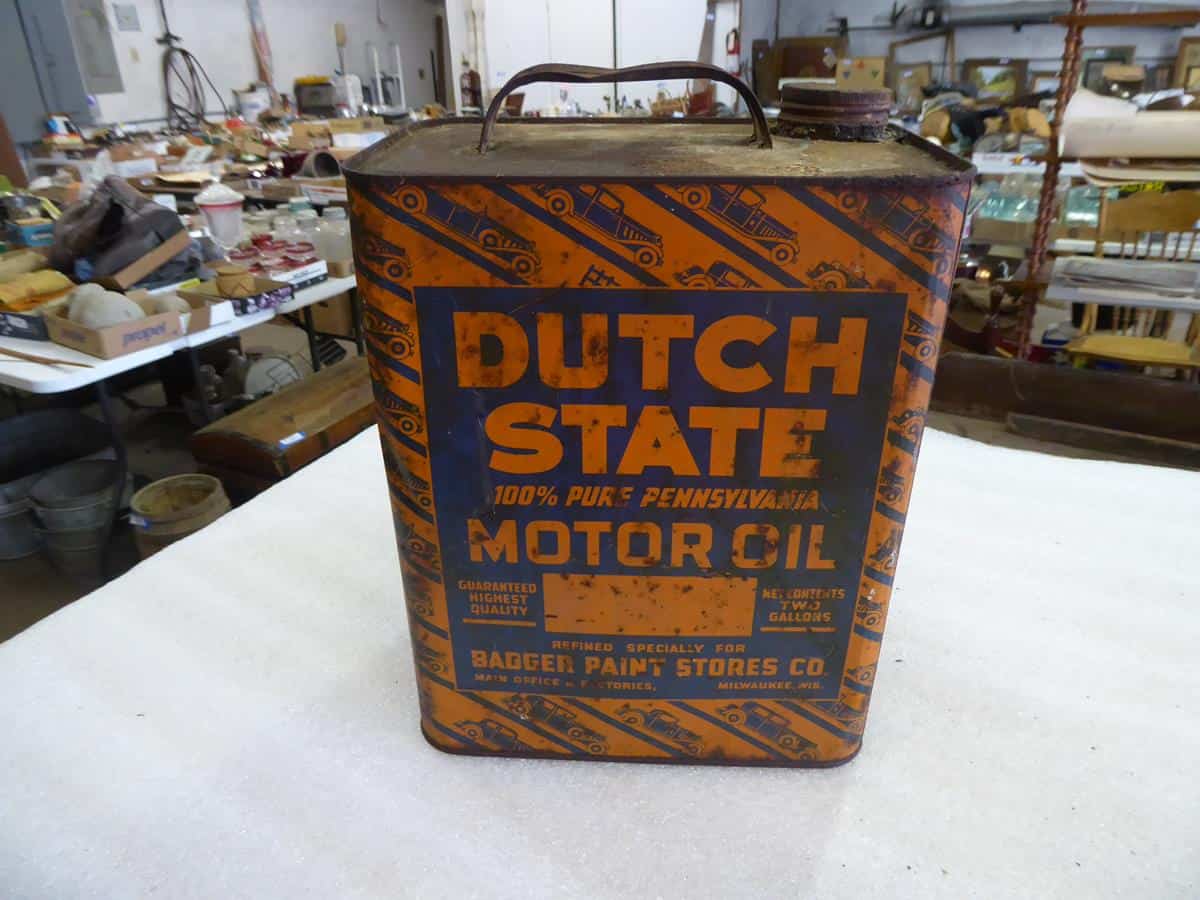 DUTCH
STATE
100% PURE PENNSYLVANIA
MOTOR OIL
GUARANTEED
HIGHEST
QUALITY
NET CONTENTS
TWO
GALLONS
REFINED SPECIALLY FOR
BADGER PAINT STORES CO.
MAIN OFFICE & FACTORIES, MILWAUKEE, WIS.
propel